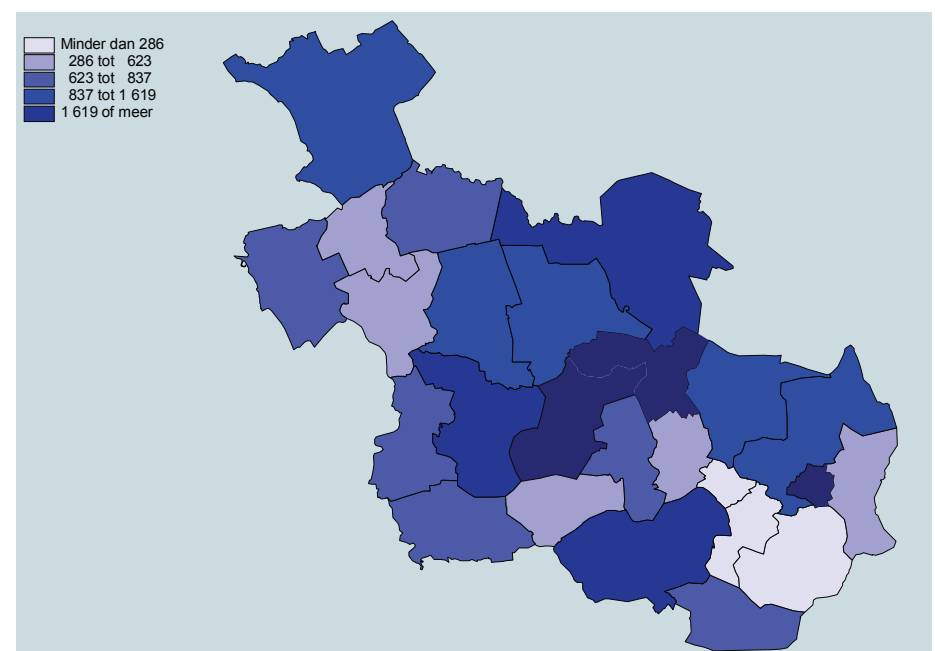 Minder dan 286
286 tot 623
623 tot 837
837 tot 1 619
1 619 of meer